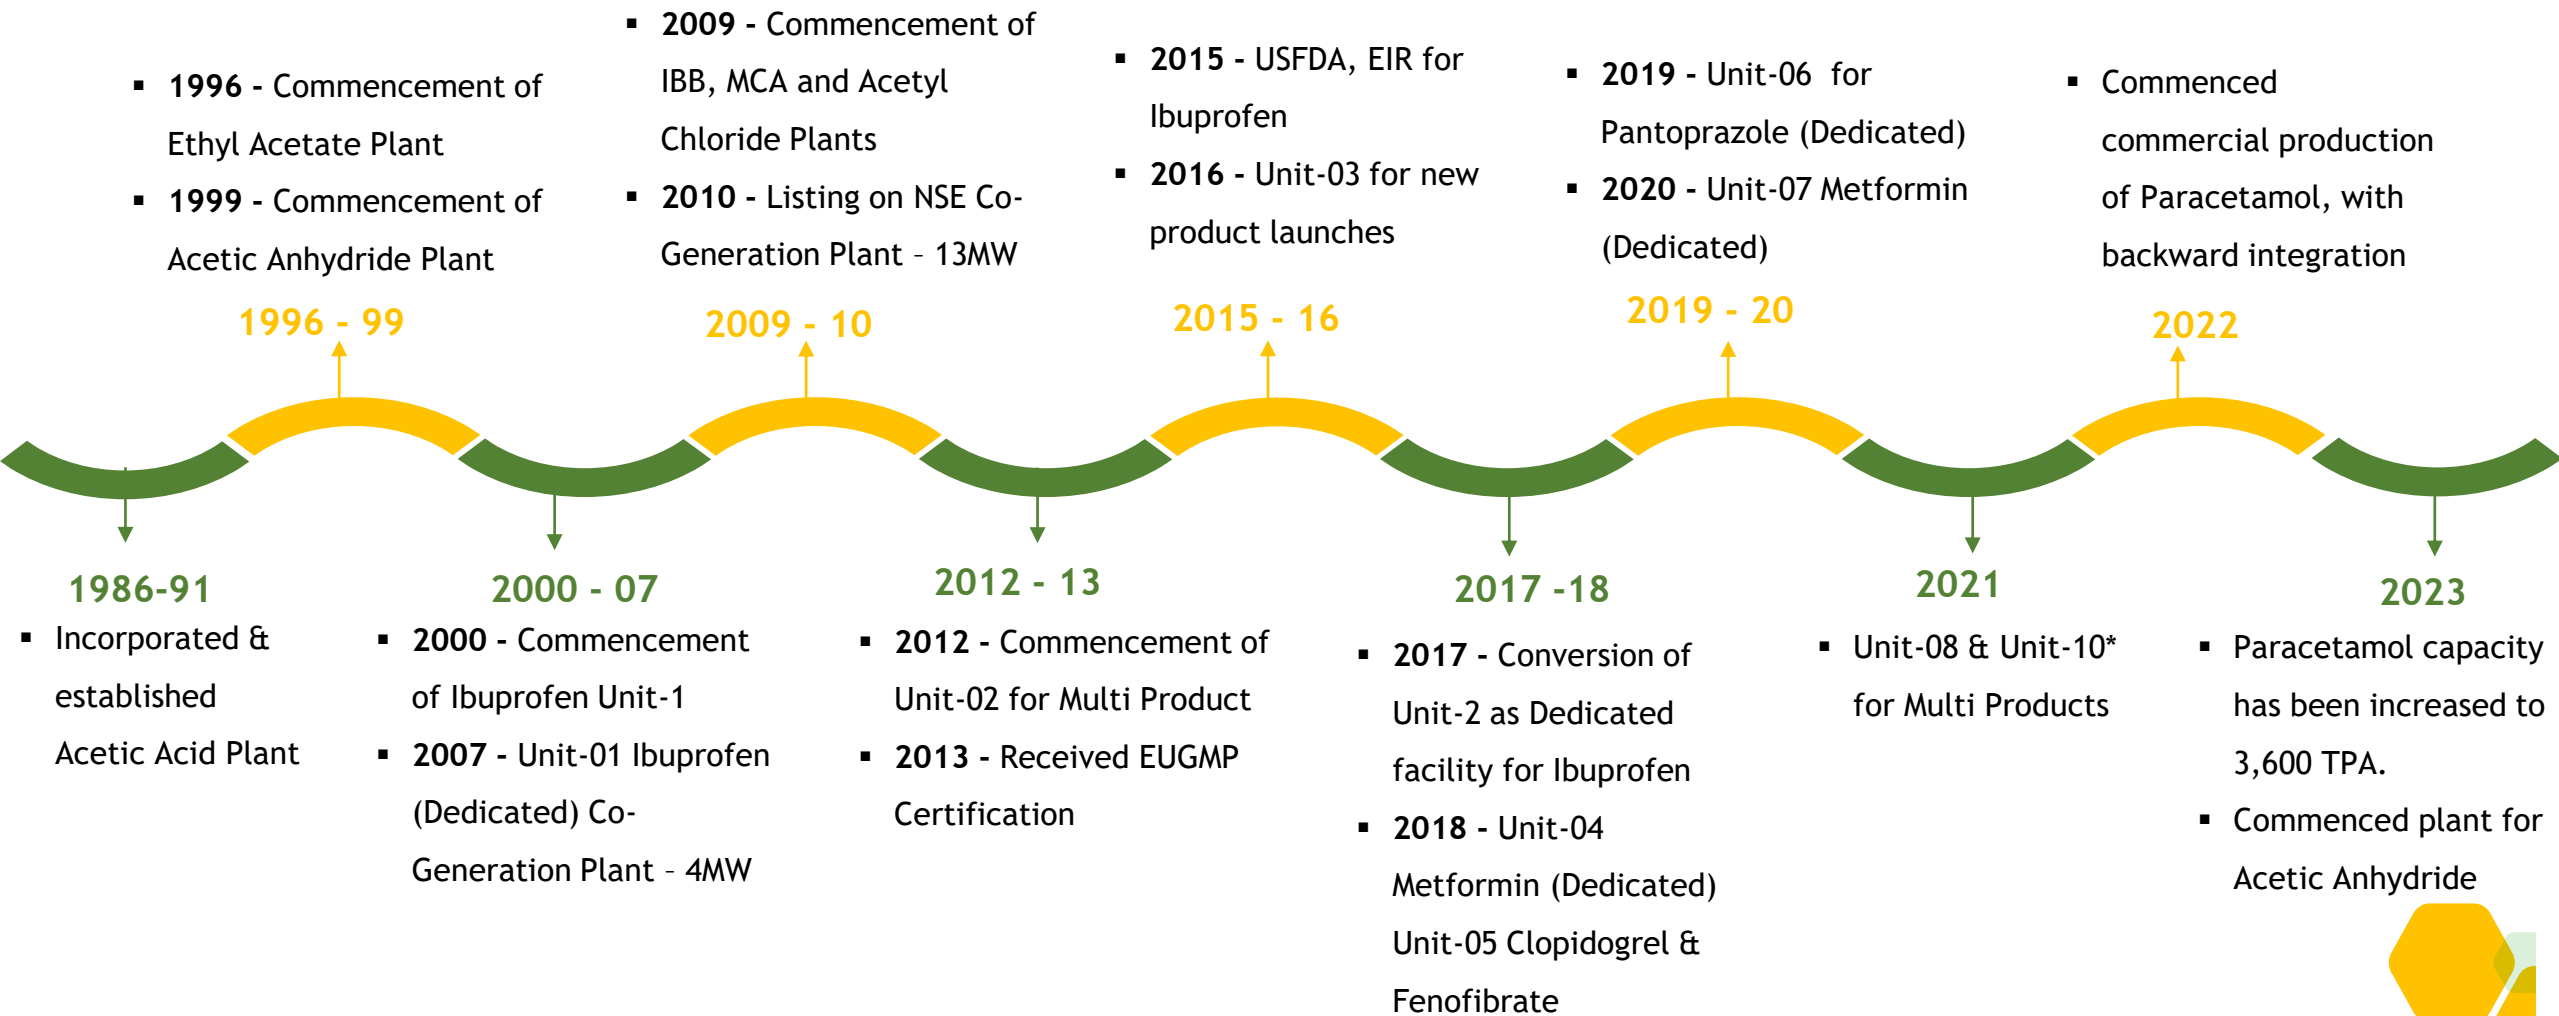 ▪ 1996 - Commencement of
Ethyl Acetate Plant
▪ 1999 - Commencement of
Acetic Anhydride Plant
1996 - 99
▪ 2009 - Commencement of
IBB, MCA and Acetyl
Chloride Plants
▪ 2010 - Listing on NSE Co-
Generation Plant – 13MW
2009 - 10
▪ 2015 - USFDA, EIR for
Ibuprofen
▪ 2016 - Unit-03 for new
product launches
2015 - 16
▪ 2019 - Unit-06 for
Pantoprazole (Dedicated)
▪ 2020 - Unit-07 Metformin
(Dedicated)
2019 - 20
▪ Commenced
commercial production
of Paracetamol, with
backward integration
2022
1986-91
▪ Incorporated &
established
Acetic Acid Plant
2000 - 07
▪ 2000 - Commencement
of Ibuprofen Unit-1
▪ 2007 - Unit-01 Ibuprofen
(Dedicated) Co-
Generation Plant – 4MW
2012 - 13
▪ 2012 - Commencement of
Unit-02 for Multi Product
▪ 2013 - Received EUGMP
Certification
2017 -18
▪ 2017 - Conversion of
Unit-2 as Dedicated
facility for Ibuprofen
▪ 2018 - Unit-04
Metformin (Dedicated)
Unit-05 Clopidogrel &
Fenofibrate
2021
▪ Unit-08 & Unit-10*
for Multi Products
2023
▪ Paracetamol capacity
has been increased to
3,600 TPA.
▪ Commenced plant for
Acetic Anhydride